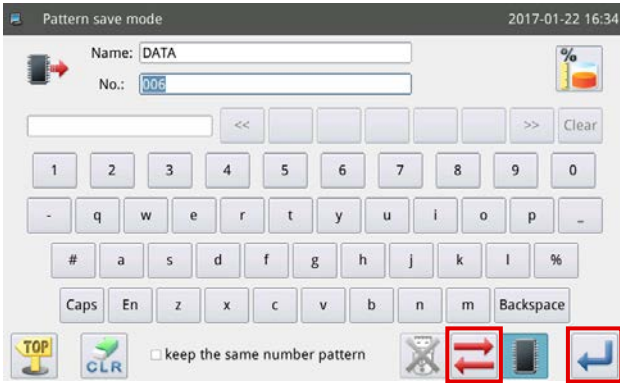 Pattern save mode 2017-01-22 16:34
Name: DATA
No.: 006
%
<< >> Clear
1 2 3 4 5 6 7 8 9 0
- q w e r t y u i o p _
# a s d f g h j k l %
Caps En z x c v b n m Backspace
TOP CLR keep the same number pattern